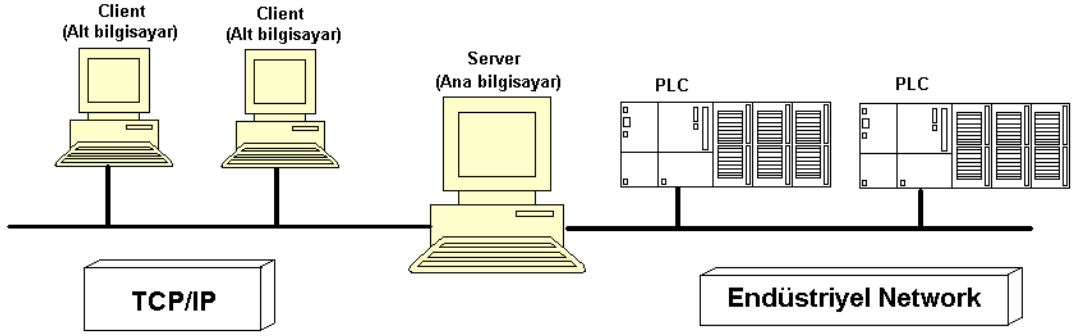 Client
(Alt bilgisayar)
Client
(Alt bilgisayar)
Server
(Ana bilgisayar)
PLC
PLC
TCP/IP
Endüstriyel Network